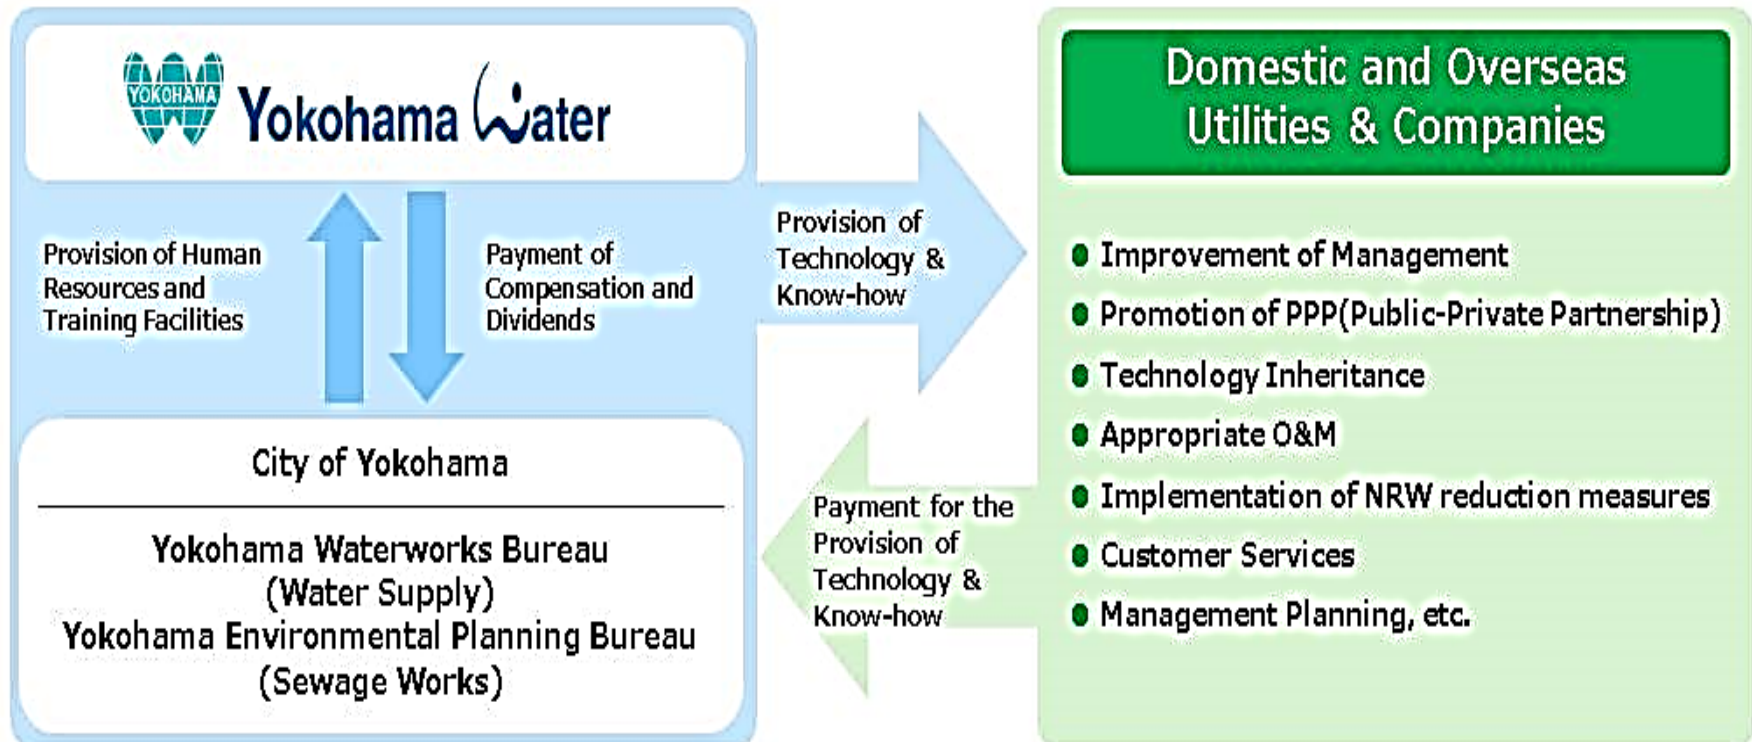 YOKOHAMA
Yokohama Water
Provision of Human
Resources and
Training Facilities
Payment of
Compensation and
Dividends
City of Yokohama
Yokohama Waterworks Bureau
(Water Supply)
Yokohama Environmental Planning Bureau
(Sewage Works)
Provision of
Technology &
Know-how
Payment for the
Provision of
Technology &
Know-how
Domestic and Overseas
Utilities & Companies
Improvement of Management
Promotion of PPP(Public-Private Partnership)
Technology Inheritance
Appropriate O&M
Implementation of NRW reduction measures
Customer Services
Management Planning, etc.